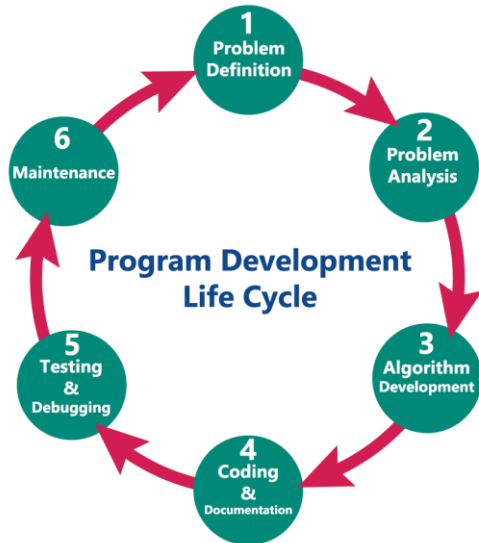 1
Problem
Definition
2
Problem
Analysis
3
Algorithm
Development
4
Coding
&
Documentation
5
Testing
&
Debugging
6
Maintenance
Program Development
Life Cycle